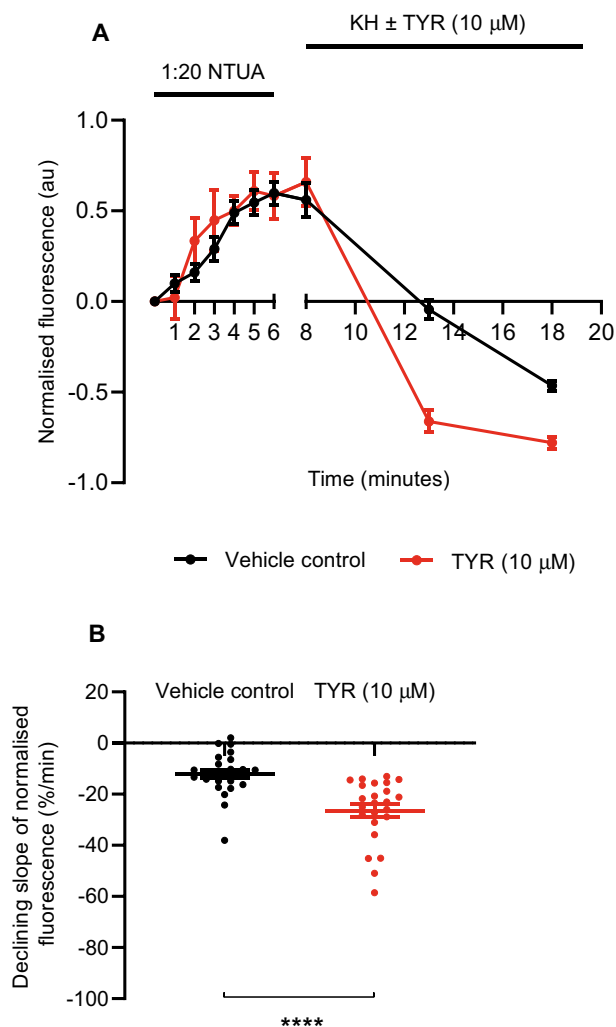 A
KH ± TYR (10 μM)
1:20 NTUA
Normalised fluorescence (au)
1.0
0.5
0.0
-0.5
-1.0
1 2 3 4 5 6 8 10 12 14 16 18 20
Time (minutes)
Vehicle control TYR (10 μM)
B
Declining slope of normalised
fluorescence (%/min)
Vehicle control TYR (10 μM)
20
0
-20
-40
-60
-80
-100
****